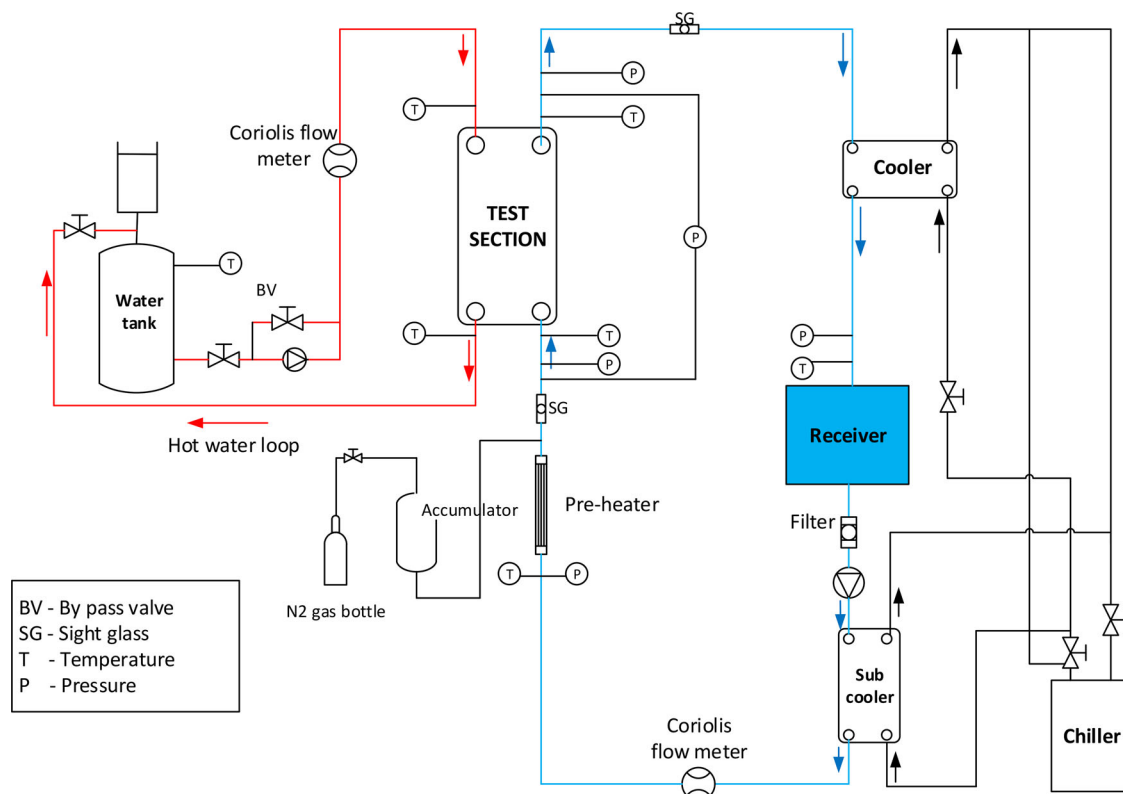 SG
P
T
T
Coriolis flow
meter
Cooler
TEST
SECTION
P
T
BV
Water
tank
T
T
P
P
T
SG
Hot water loop
Receiver
Accumulator
Pre-heater
Filter
T
P
N2 gas bottle
BV - By pass valve
SG - Sight glass
T - Temperature
P - Pressure
Sub
cooler
Coriolis
flow meter
Chiller